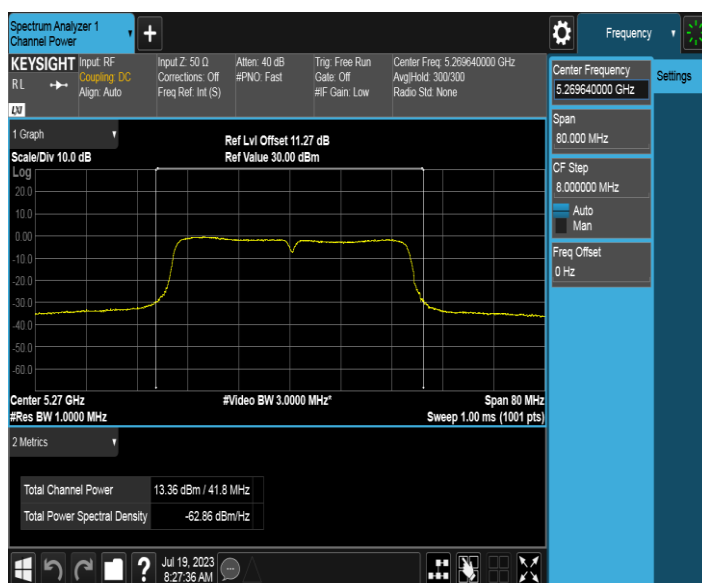 Spectrum Analyzer 1
Channel Power
+
Frequency
KEYSIGHT
RL
LXI
Input: RF
Coupling: DC
Align: Auto
Input Z: 50 Ω
Corrections: Off
Freq Ref: Int (S)
Atten: 40 dB
#PNO: Fast
Trig: Free Run
Gate: Off
#IF Gain: Low
Center Freq: 5.269640000 GHz
Avg|Hold: 300/300
Radio Std: None
Center Frequency
5.269640000 GHz
Settings
Span
80.000 MHz
CF Step
8.000000 MHz
Auto
Man
Freq Offset
0 Hz
1 Graph
Scale/Div 10.0 dB
Ref Lvl Offset 11.27 dB
Ref Value 30.00 dBm
Log
20.0
10.0
0.00
-10.0
-20.0
-30.0
-40.0
-50.0
-60.0
Center 5.27 GHz
#Res BW 1.0000 MHz
#Video BW 3.0000 MHz*
Span 80 MHz
Sweep 1.00 ms (1001 pts)
2 Metrics
Total Channel Power 13.36 dBm / 41.8 MHz
Total Power Spectral Density -62.86 dBm/Hz
?
Jul 19, 2023
8:27:36 AM